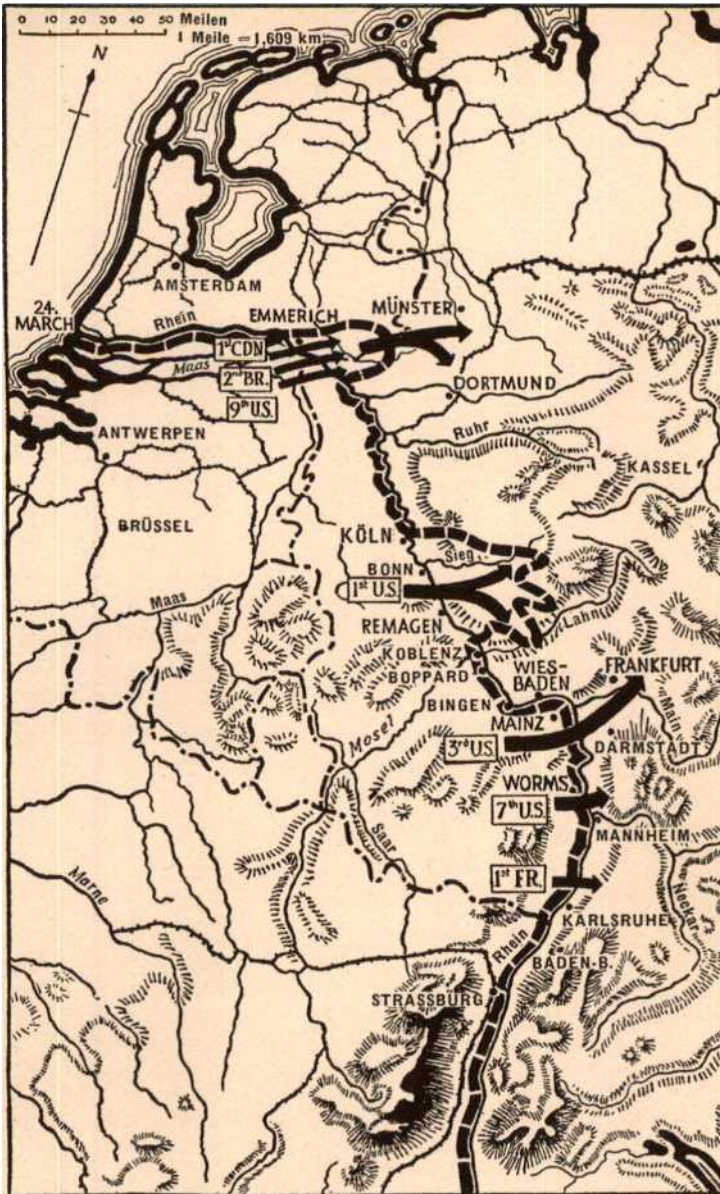 0 10 20 30 40 50 Meilen
1 Meile = 1,609 km
N
AMSTERDAM
24.
MARCH
Rhein
EMMERICH
MÜNSTER
1st CDN
Maas
2nd BR.
9th U.S.
DORTMUND
ANTWERPEN
Ruhr
KASSEL
BRÜSSEL
KÖLN
Sieg
BONN
1st U.S.
Maas
Lahn
REMAGEN
KOBLENZ
BOPPARD
WIES-
BADEN
FRANKFURT
BINGEN
MAINZ
Main
Mosel
3rd U.S.
DARMSTADT
WORMS
7th U.S.
MANNHEIM
Saar
1st FR.
Marne
Neckar
KARLSRUHE
Rhein
BADEN-B.
STRASSBURG